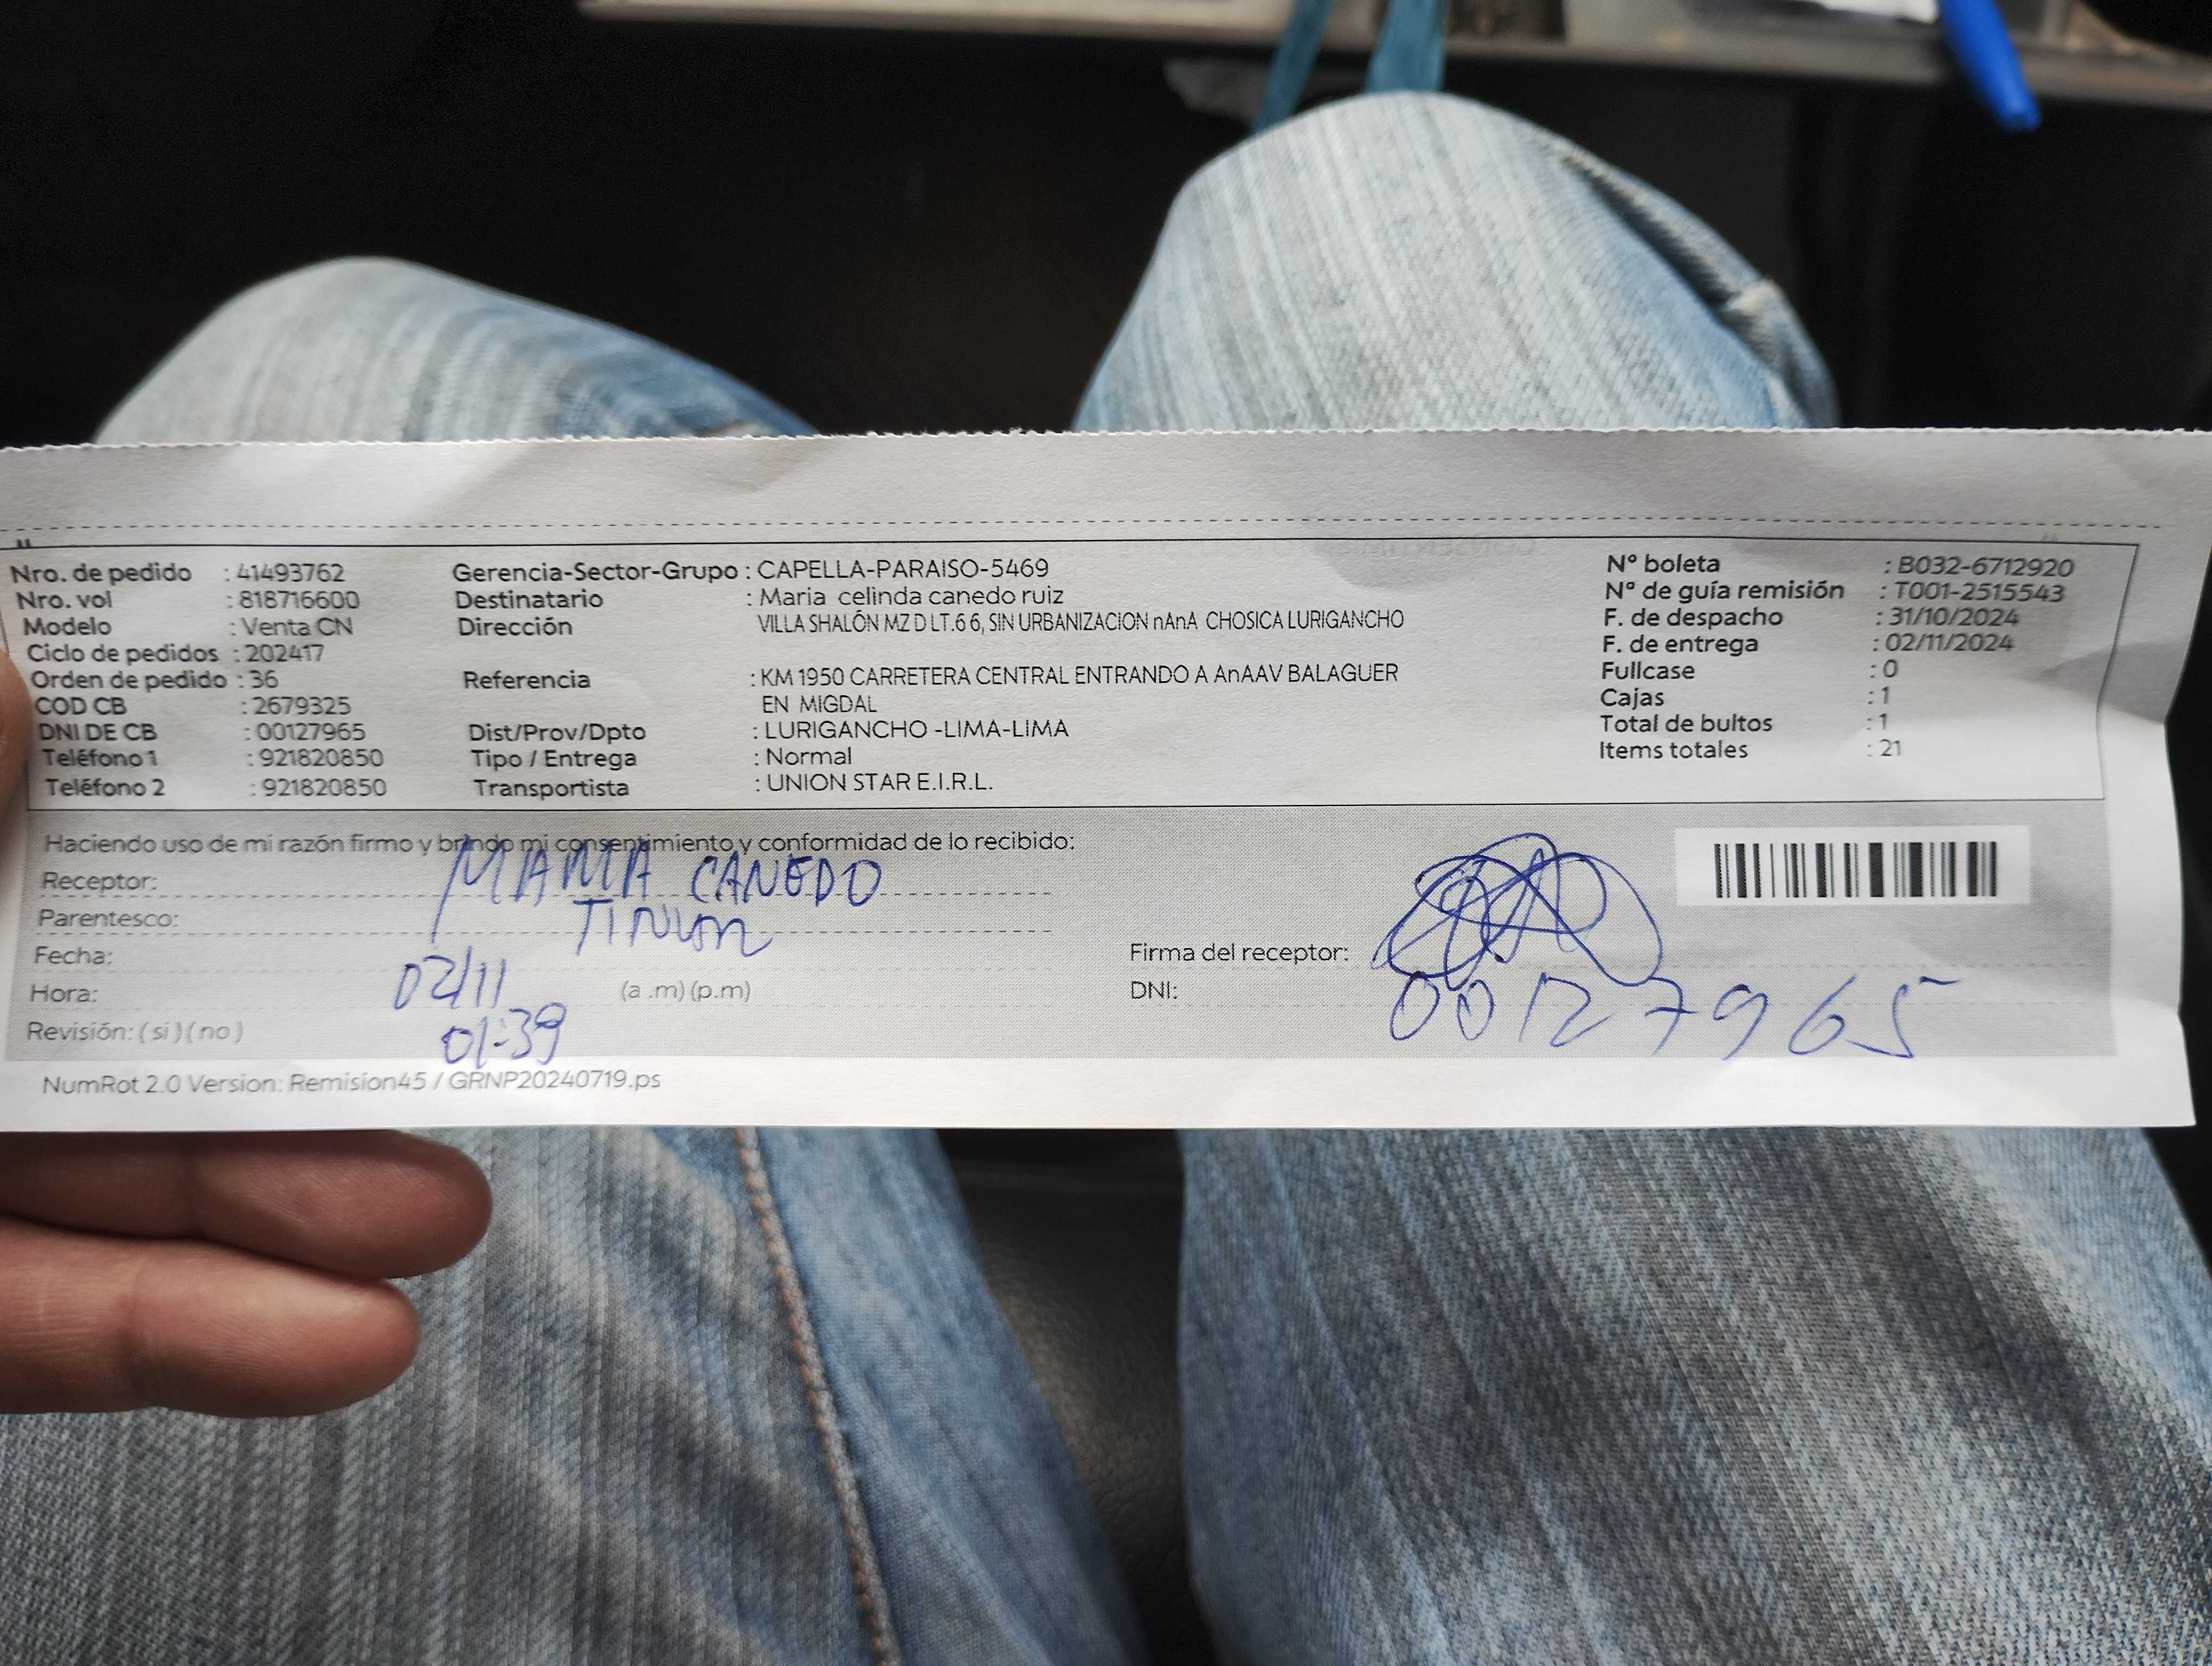 Nro. de pedido : 41493762 Gerencia-Sector-Grupo : CAPELLA-PARAISO-5469 N° boleta : B032-6712920
Nro. vol : 818716600 Destinatario : Maria celinda canedo ruiz N° de guía remisión : T001-2515543
Modelo : Venta CN Dirección VILLA SHALÓN MZ D LT.6 6, SIN URBANIZACION nAnA CHOSICA LURIGANCHO F. de despacho : 31/10/2024
Ciclo de pedidos : 202417 F. de entrega : 02/11/2024
Orden de pedido : 36 Referencia : KM 1950 CARRETERA CENTRAL ENTRANDO A AnAAV BALAGUER Fullcase : 0
COD CB : 2679325 EN MIGDAL Cajas : 1
DNI DE CB : 00127965 Dist/Prov/Dpto : LURIGANCHO -LIMA-LIMA Total de bultos : 1
Teléfono 1 : 921820850 Tipo / Entrega : Normal Items totales : 21
Teléfono 2 : 921820850 Transportista : UNION STAR E.I.R.L.
Haciendo uso de mi razón firmo y brindo mi consentimiento y conformidad de lo recibido:
Receptor: MARIA CANEDO
Parentesco:
Fecha: 02/11 Firma del receptor:
Hora: 01:39 (a .m) (p.m) DNI: 00127965
Revisión: ( si ) ( no )
NumRot 2.0 Version: Remision45 / GRNP20240719.ps